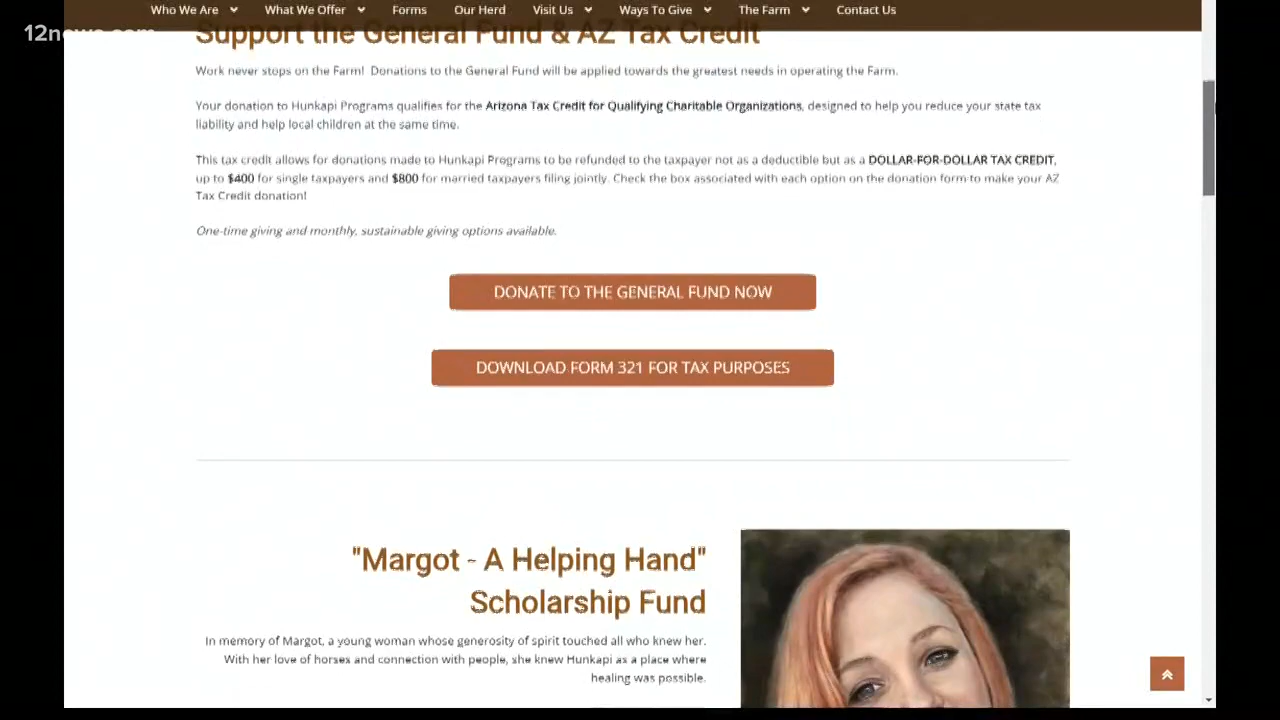 Who We Are What We Offer Forms Our Herd Visit Us Ways To Give The Farm Contact Us
12news.com
Support the General Fund & AZ Tax Credit
Work never stops on the Farm! Donations to the General Fund will be applied towards the greatest needs in operating the Farm.
Your donation to Hunkapi Programs qualifies for the Arizona Tax Credit for Qualifying Charitable Organizations, designed to help you reduce your state tax
liability and help local children at the same time.
This tax credit allows for donations made to Hunkapi Programs to be refunded to the taxpayer not as a deductible but as a DOLLAR-FOR-DOLLAR TAX CREDIT,
up to $400 for single taxpayers and $800 for married taxpayers filing jointly. Check the box associated with each option on the donation form to make your AZ
Tax Credit donation!
One-time giving and monthly, sustainable giving options available.
DONATE TO THE GENERAL FUND NOW
DOWNLOAD FORM 321 FOR TAX PURPOSES
"Margot - A Helping Hand"
Scholarship Fund
In memory of Margot, a young woman whose generosity of spirit touched all who knew her.
With her love of horses and connection with people, she knew Hunkapi as a place where
healing was possible.